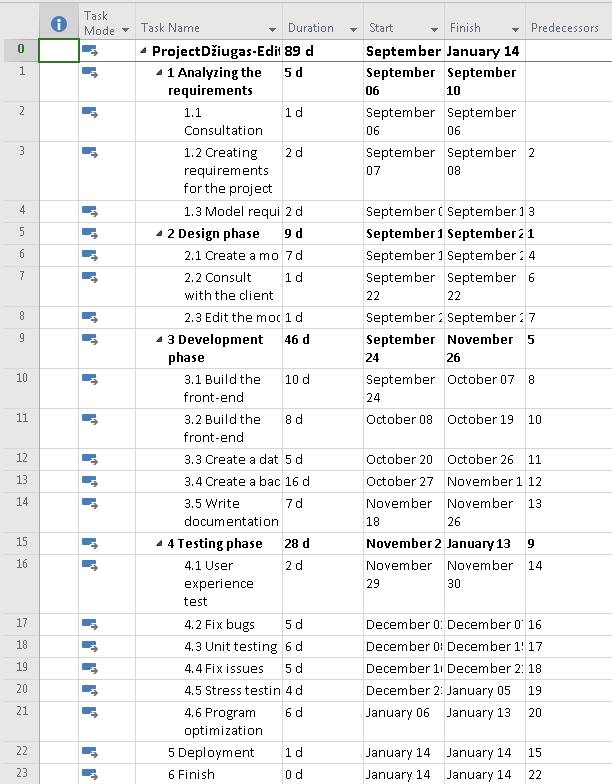 Task
Mode Task Name Duration Start Finish Predecessors
0 ProjectDžiugas-Edit 89 d September January 14
1 1 Analyzing the 5 d September September
requirements 06 10
2 1.1 1 d September September
Consultation 06 06
3 1.2 Creating 2 d September September 2
requirements 07 08
for the project
4 1.3 Model requi 2 d September 0 September 1 3
5 2 Design phase 9 d September 1 September 2 1
6 2.1 Create a mo 7 d September 1 September 2 4
7 2.2 Consult 1 d September September 6
with the client 22 22
8 2.3 Edit the moc 1 d September 2 September 2 7
9 3 Development 46 d September November 5
phase 24 26
10 3.1 Build the 10 d September October 07 8
front-end 24
11 3.2 Build the 8 d October 08 October 19 10
front-end
12 3.3 Create a dat 5 d October 20 October 26 11
13 3.4 Create a bac 16 d October 27 November 1 12
14 3.5 Write 7 d November November 13
documentation 18 26
15 4 Testing phase 28 d November 2 January 13 9
16 4.1 User 2 d November November 14
experience 29 30
test
17 4.2 Fix bugs 5 d December 0 December 0 16
18 4.3 Unit testing 6 d December 0 December 1 17
19 4.4 Fix issues 5 d December 1 December 2 18
20 4.5 Stress testin 4 d December 2 January 05 19
21 4.6 Program 6 d January 06 January 13 20
optimization
22 5 Deployment 1 d January 14 January 14 15
23 6 Finish 0 d January 14 January 14 22